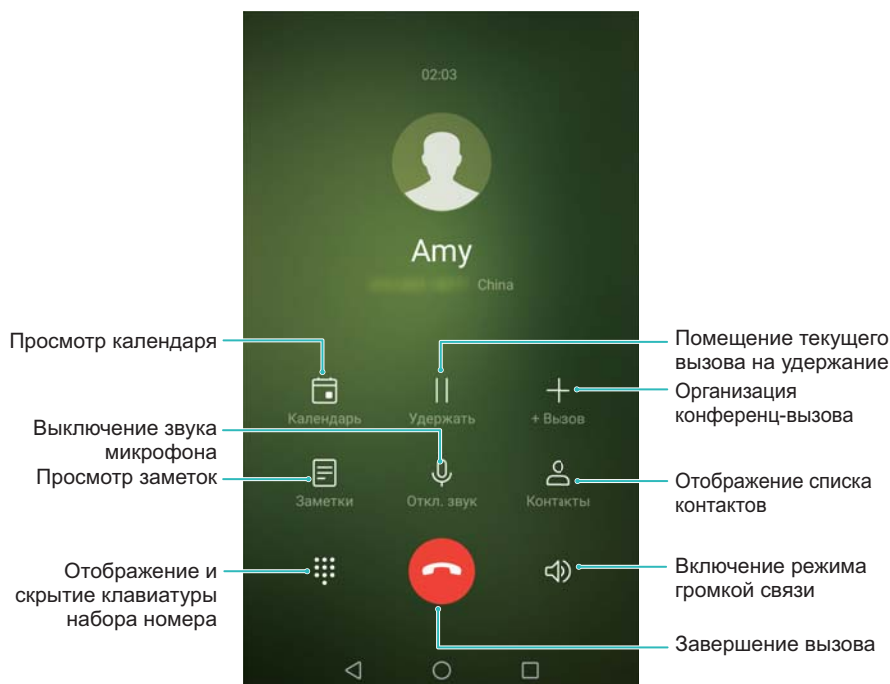 02:03
Amy
China
Просмотр календаря
Помещение текущего
вызова на удержание
Организация
конференц-вызова
Календарь
Удержать
+ Вызов
Выключение звука
микрофона
Просмотр заметок
Отображение списка
контактов
Заметки
Откл. звук
Контакты
Отображение и
скрытие клавиатуры
набора номера
Включение режима
громкой связи
Завершение вызова